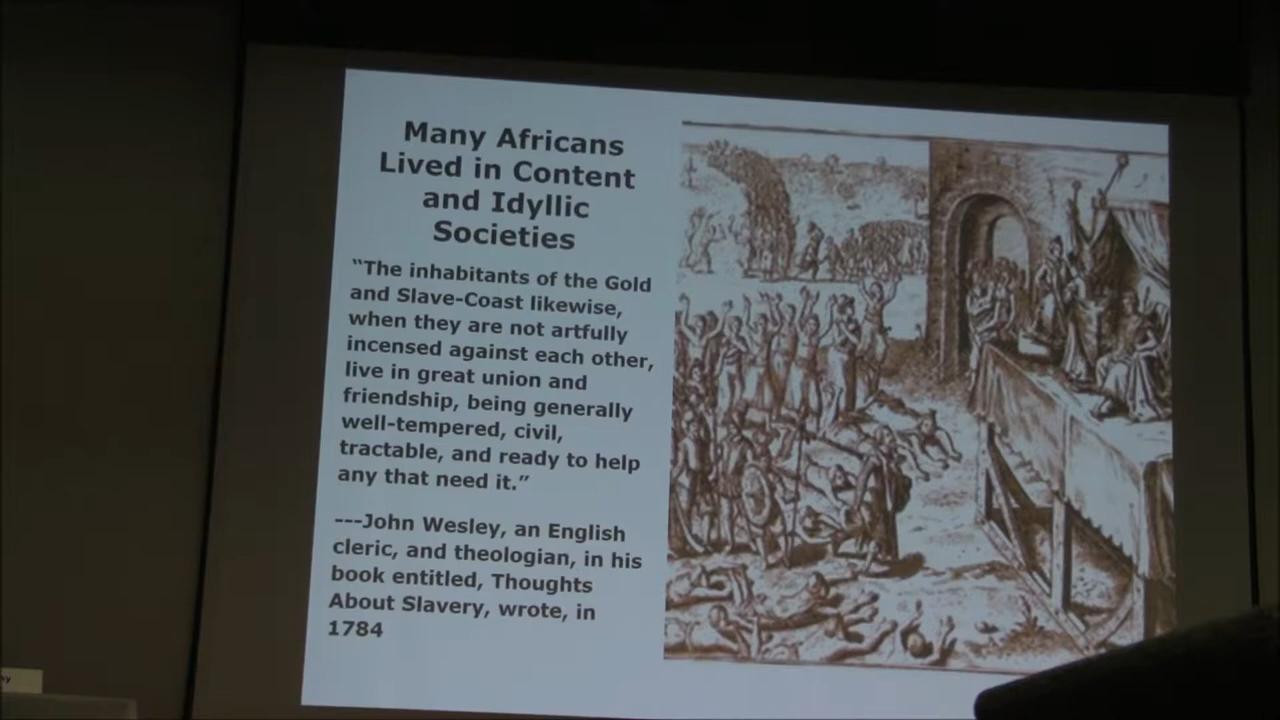 Many Africans
Lived in Content
and Idyllic
Societies
“The inhabitants of the Gold
and Slave-Coast likewise,
when they are not artfully
incensed against each other,
live in great union and
friendship, being generally
well-tempered, civil,
tractable, and ready to help
any that need it.”
---John Wesley, an English
cleric, and theologian, in his
book entitled, Thoughts
About Slavery, wrote, in
1784